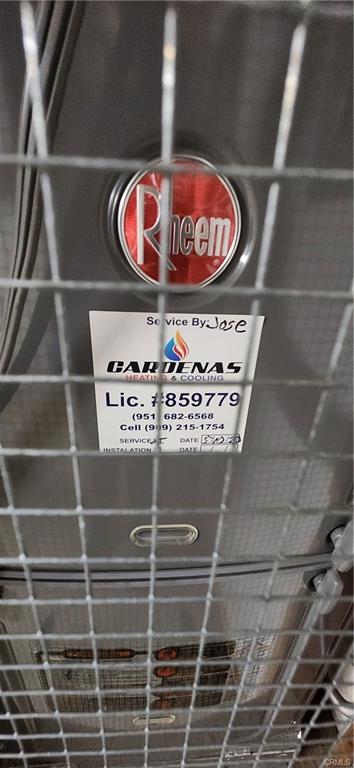 Rheem
Service By: Jose
CARDENAS
HEATING & COOLING
Lic. #859779
(951) 682-6568
Cell (909) 215-1754
SERVICE DATE
INSTALATION DATE
CRMLS